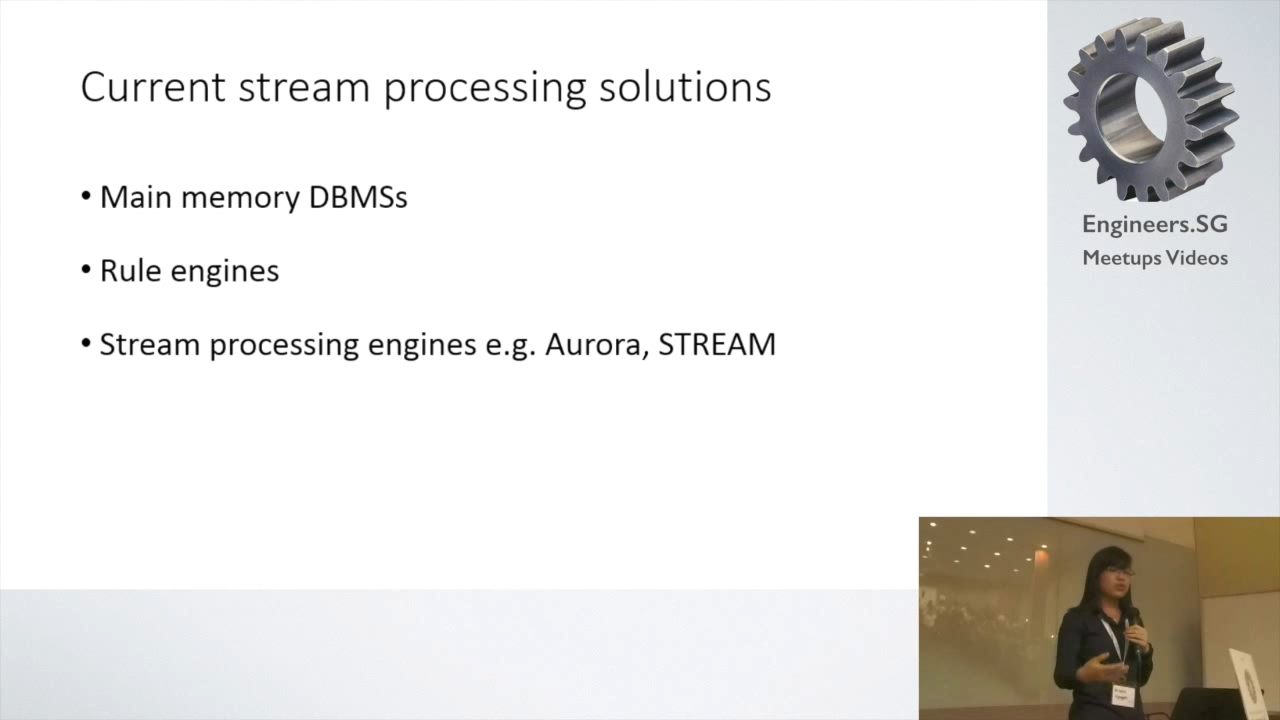 Current stream processing solutions
• Main memory DBMSs
• Rule engines
• Stream processing engines e.g. Aurora, STREAM
Engineers.SG
Meetups Videos